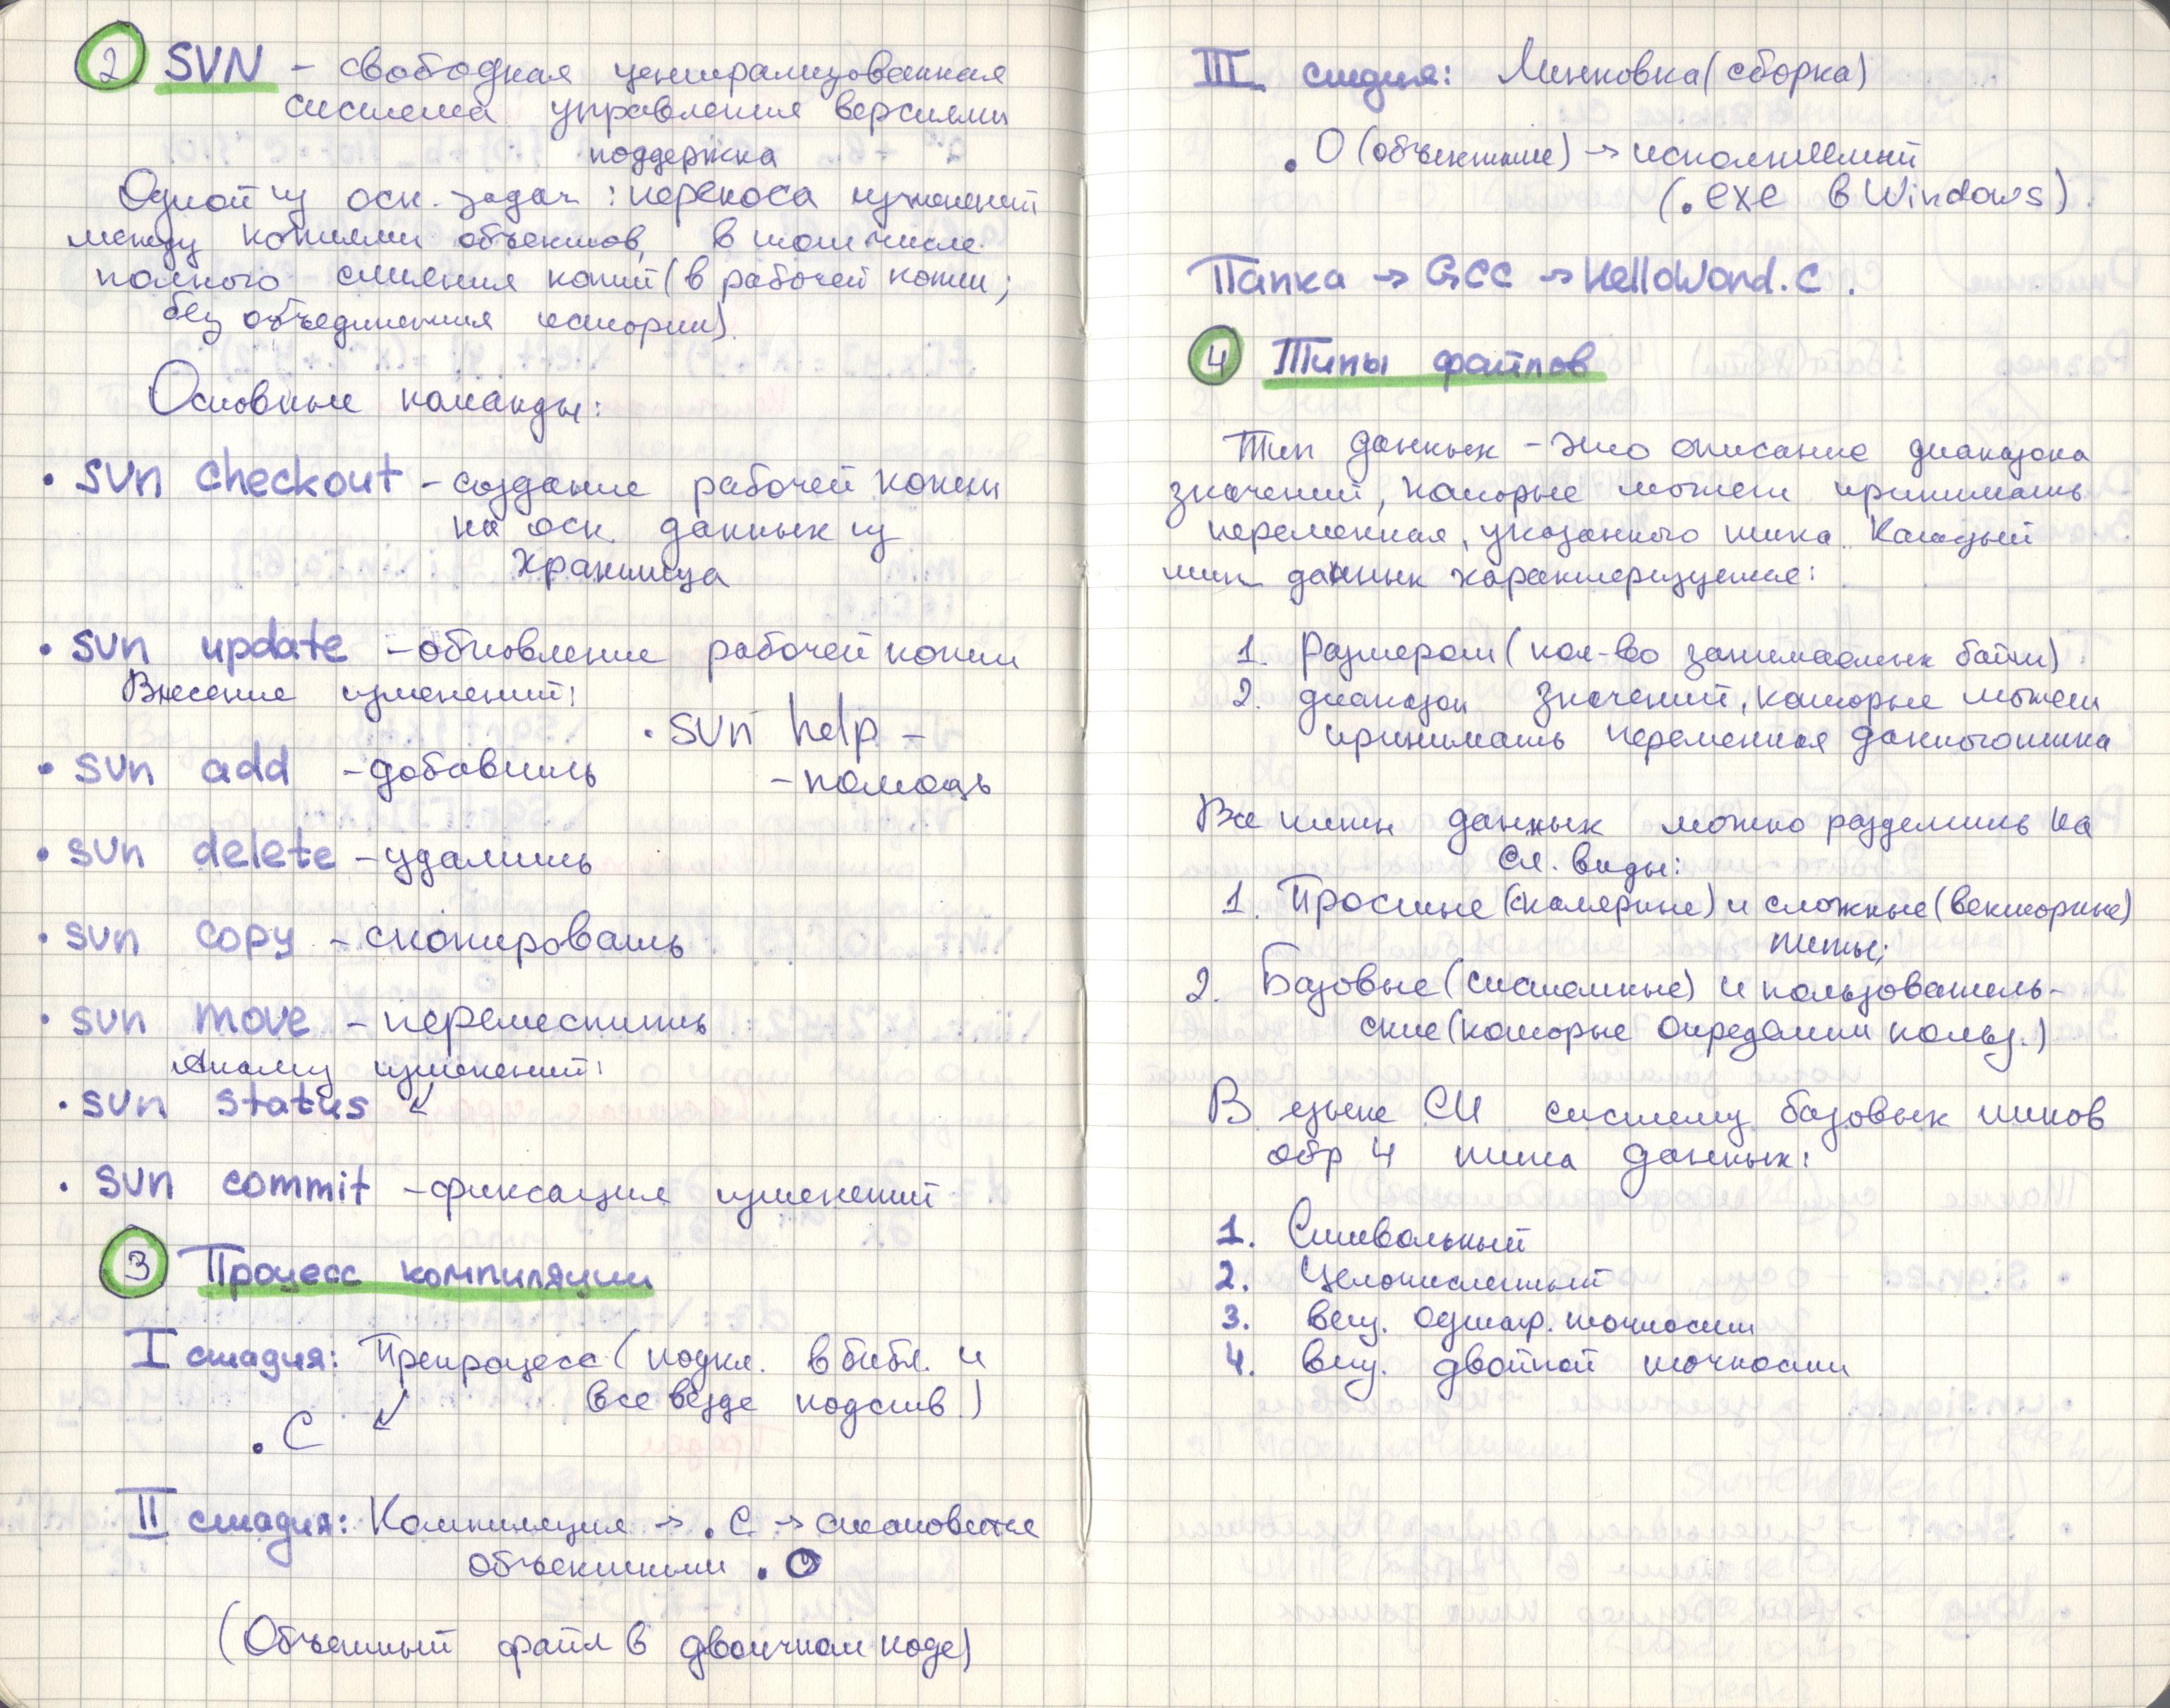 2 SVN - свободная централизованная
система управления версиями
поддержка
Одной из осн. задач: переноса изменений
между копиями объектов, в том числе
полного слияния копий (в рабочей копии;
без объединения истории).
Основные команды:
• svn checkout - создание рабочей копии
на осн. данных из
Хранилища
• svn update - обновление рабочей копии
Внесение изменений:
• svn help -
- помощь
• svn add - добавить
• svn delete - удалить
• svn copy - скопировать
• svn move - переместить
Анализ изменений:
• svn status ↙
• svn commit - фиксация изменений
3 Процесс компиляции
I стадия: Препроцесс (подкл. в библ. и
все везде подстав.)
↙
.C
II стадия: Компиляция → .C → становится
объектными .O
(Объектный файл в двоичном коде)
III стадия: Линковка (сборка)
.O (объектные) → исполняемый
(.exe в Windows)
Папка → GCC → HelloWord.C.
4 Типы файлов
Тип данных - это описание диапазона
значений, которые может принимать
переменная, указанного типа. Каждый
тип данных характеризуется:
1. Размером (кол-во занимаемых байт)
2. диапазон значений, которые может
принимать переменная данного типа
Все типы данных можно разделить на
сл. виды:
1. Простые (скалярные) и сложные (векторные)
типы;
2. Базовые (системные) и пользователь-
ские (которые определили польз.)
В языке СИ систему базовых типов
обр 4 типа данных:
1. Символьный
2. Целочисленный
3. вещ. одинар. точности
4. вещ. двойной точности